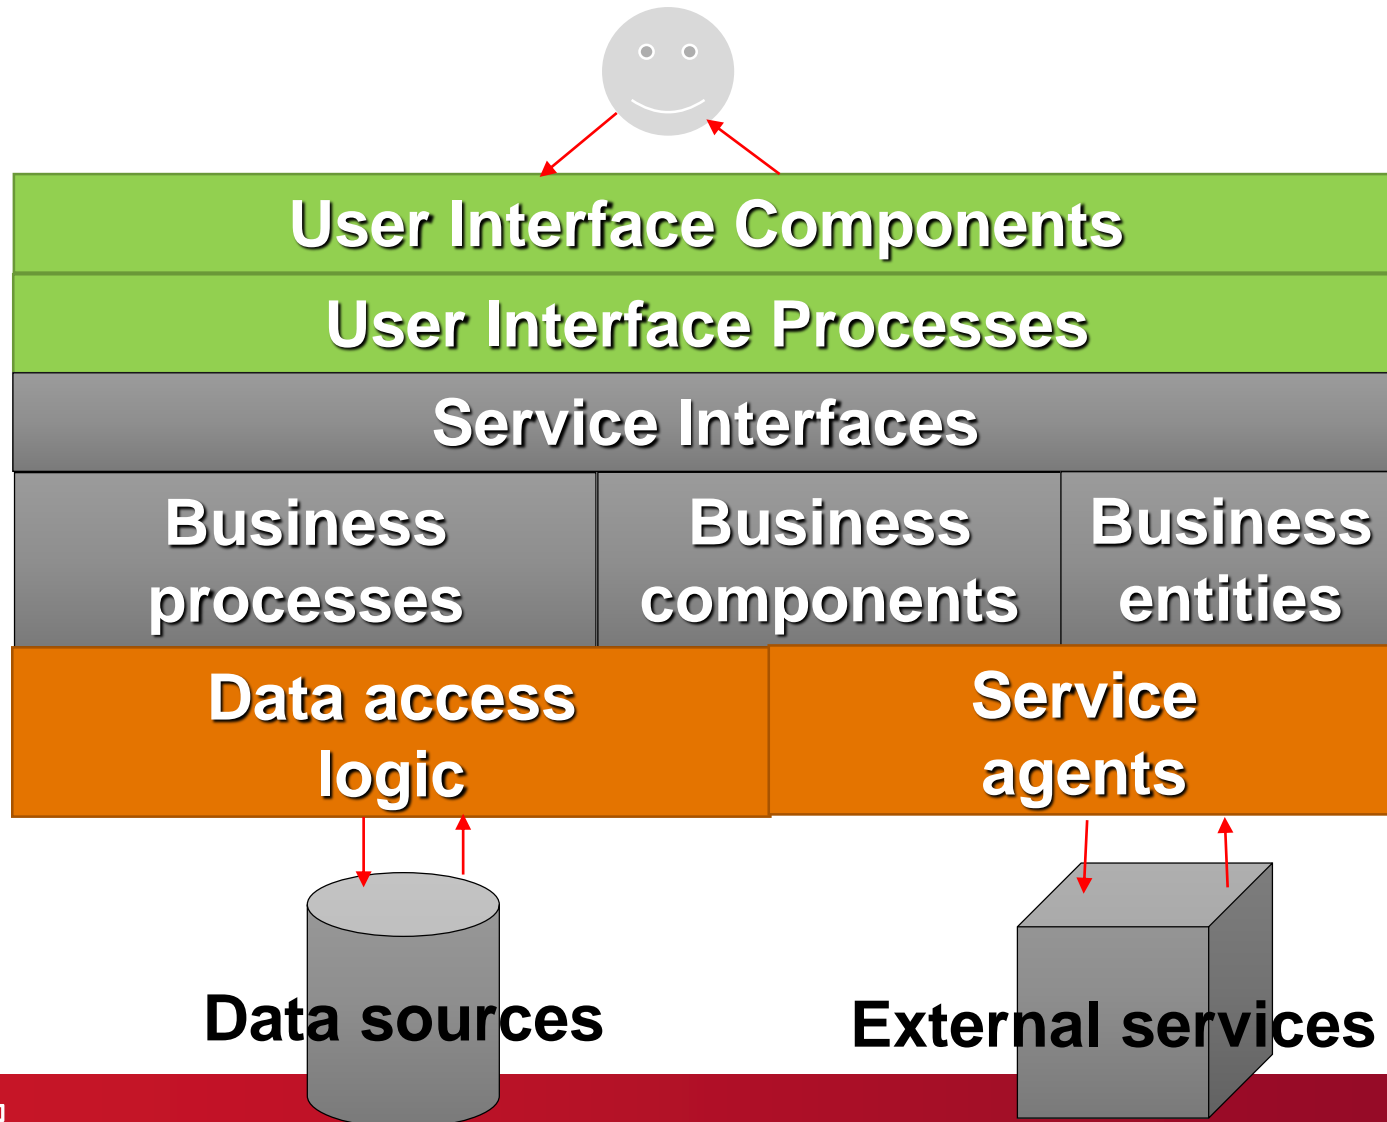 User Interface Components
User Interface Processes
Service Interfaces
Business
processes
Business
components
Business
entities
Data access
logic
Service
agents
Data sources
External services